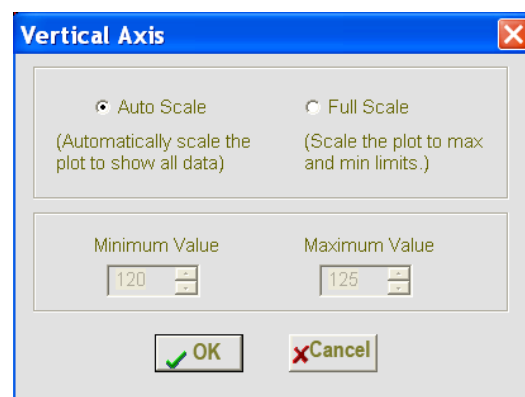 Vertical Axis
Auto Scale
(Automatically scale the
plot to show all data)
Full Scale
(Scale the plot to max
and min limits.)
Minimum Value
120
Maximum Value
125
OK
Cancel